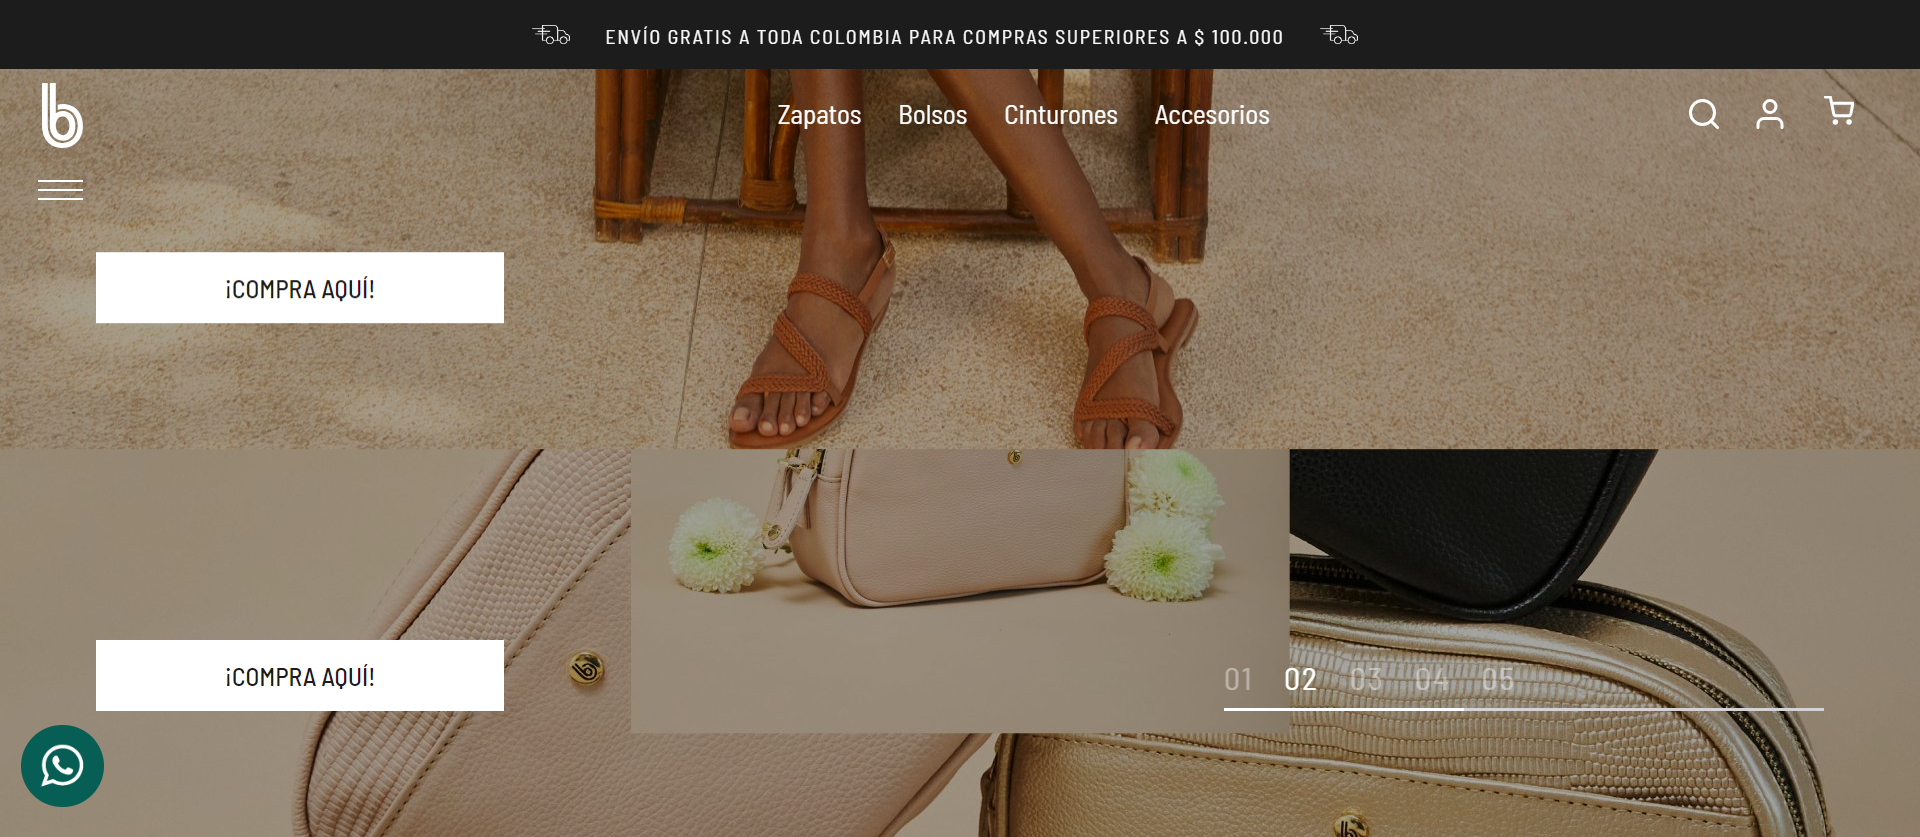 ENVÍO GRATIS A TODA COLOMBIA PARA COMPRAS SUPERIORES A $ 100.000
b
Zapatos Bolsos Cinturones Accesorios
¡COMPRA AQUÍ!
¡COMPRA AQUÍ!
01 02 03 04 05